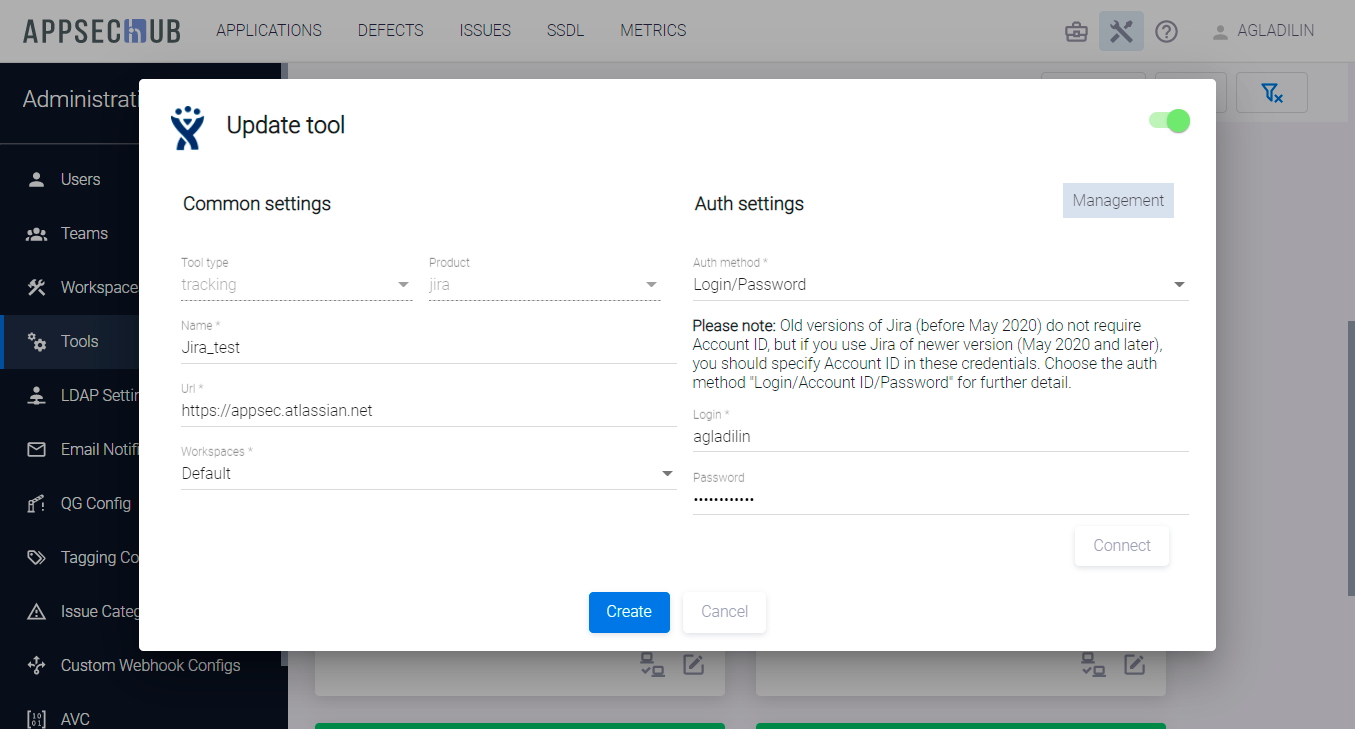 APPSECHUB
APPLICATIONS
DEFECTS
ISSUES
SSDL
METRICS
AGLADILIN
Administrati
Users
Teams
Workspace
Tools
LDAP Settin
Email Notifi
QG Config
Tagging Co
Issue Categ
Custom Webhook Configs
AVC
Update tool
Common settings
Tool type
tracking
Product
jira
Name *
Jira_test
Url *
https://appsec.atlassian.net
Workspaces *
Default
Auth settings
Management
Auth method *
Login/Password
Please note: Old versions of Jira (before May 2020) do not require
Account ID, but if you use Jira of newer version (May 2020 and later),
you should specify Account ID in these credentials. Choose the auth
method "Login/Account ID/Password" for further detail.
Login *
agladilin
Password
••••••••••••
Connect
Create
Cancel